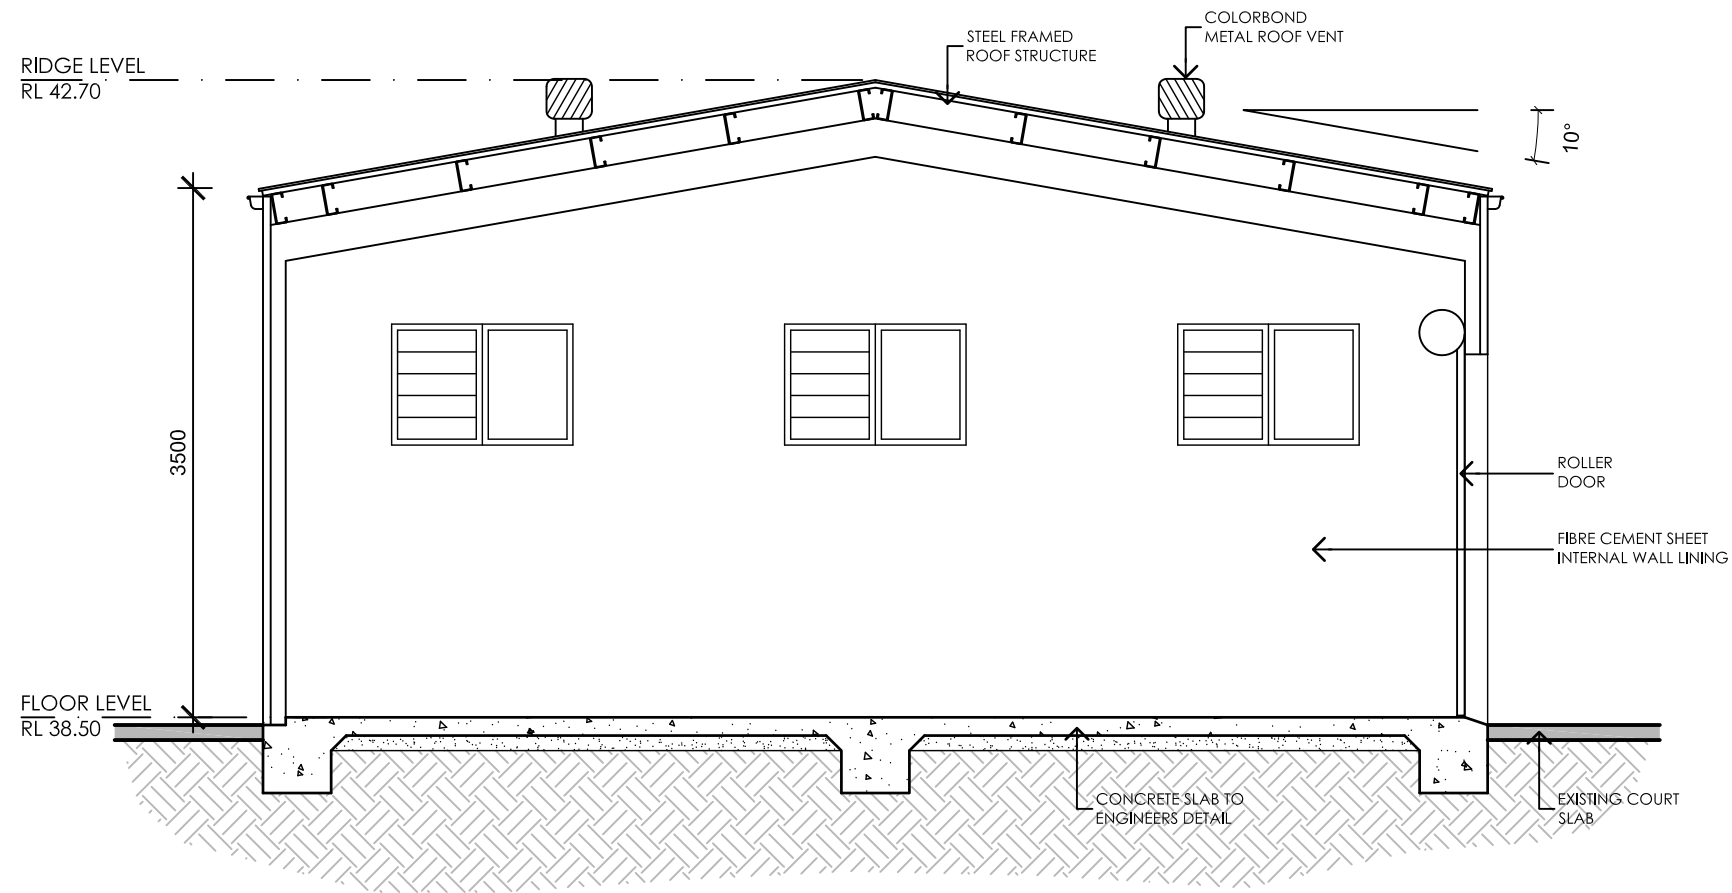 COLORBOND
METAL ROOF VENT
STEEL FRAMED
ROOF STRUCTURE
RIDGE LEVEL
RL 42.70
10°
3500
ROLLER
DOOR
FIBRE CEMENT SHEET
INTERNAL WALL LINING
FLOOR LEVEL
RL 38.50
CONCRETE SLAB TO
ENGINEERS DETAIL
EXISTING COURT
SLAB